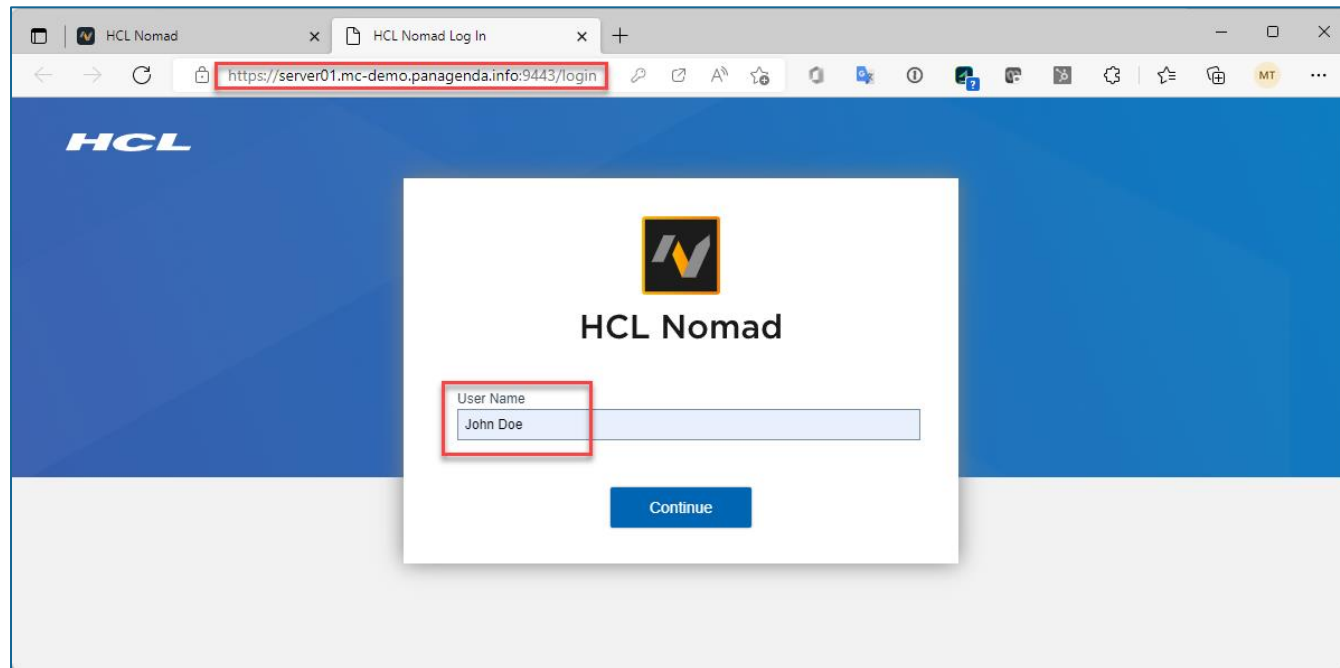 HCL Nomad
HCL Nomad Log In
https://server01.mc-demo.panagenda.info:9443/login
MT
HCL
HCL Nomad
User Name
John Doe
Continue